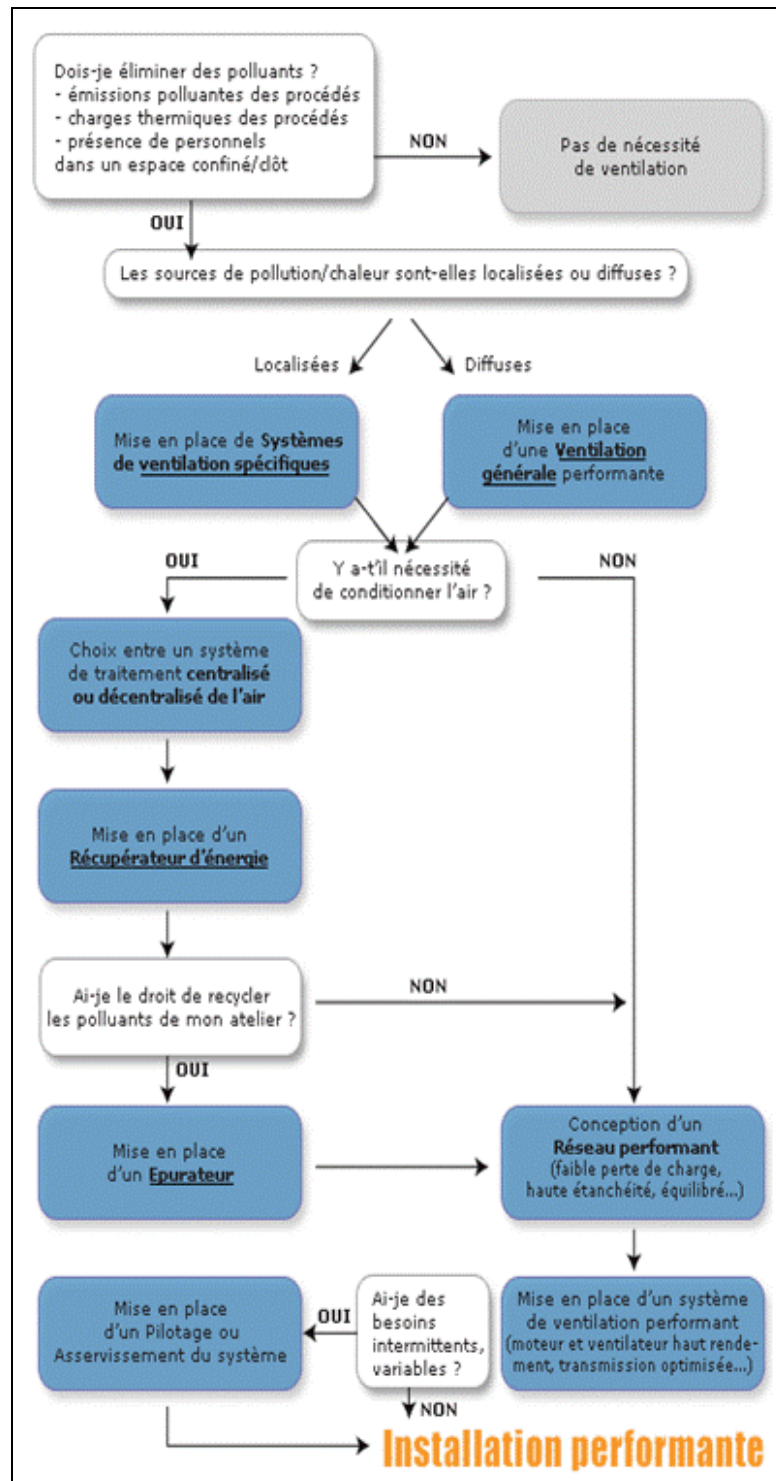 Dois-je éliminer des polluants ?
- émissions polluantes des procédés
- charges thermiques des procédés
- présence de personnels
dans un espace confiné/clôt
NON
Pas de nécessité
de ventilation
OUI
Les sources de pollution/chaleur sont-elles localisées ou diffuses ?
Localisées
Diffuses
Mise en place de Systèmes
de ventilation spécifiques
Mise en place
d'une Ventilation
générale performante
OUI
Y a-t'il nécessité
de conditionner l'air ?
NON
Choix entre un système
de traitement centralisé
ou décentralisé de l'air
Mise en place d'un
Récupérateur d'énergie
Ai-je le droit de recycler
les polluants de mon atelier ?
NON
OUI
Mise en place
d'un Epurateur
Conception d'un
Réseau performant
(faible perte de charge,
haute étanchéité, équilibré...)
Mise en place
d'un Pilotage ou
Asservissement du système
OUI
Ai-je des
besoins
intermittents,
variables ?
Mise en place d'un système
de ventilation performant
(moteur et ventilateur haut rende-
ment, transmission optimisée...)
NON
Installation performante